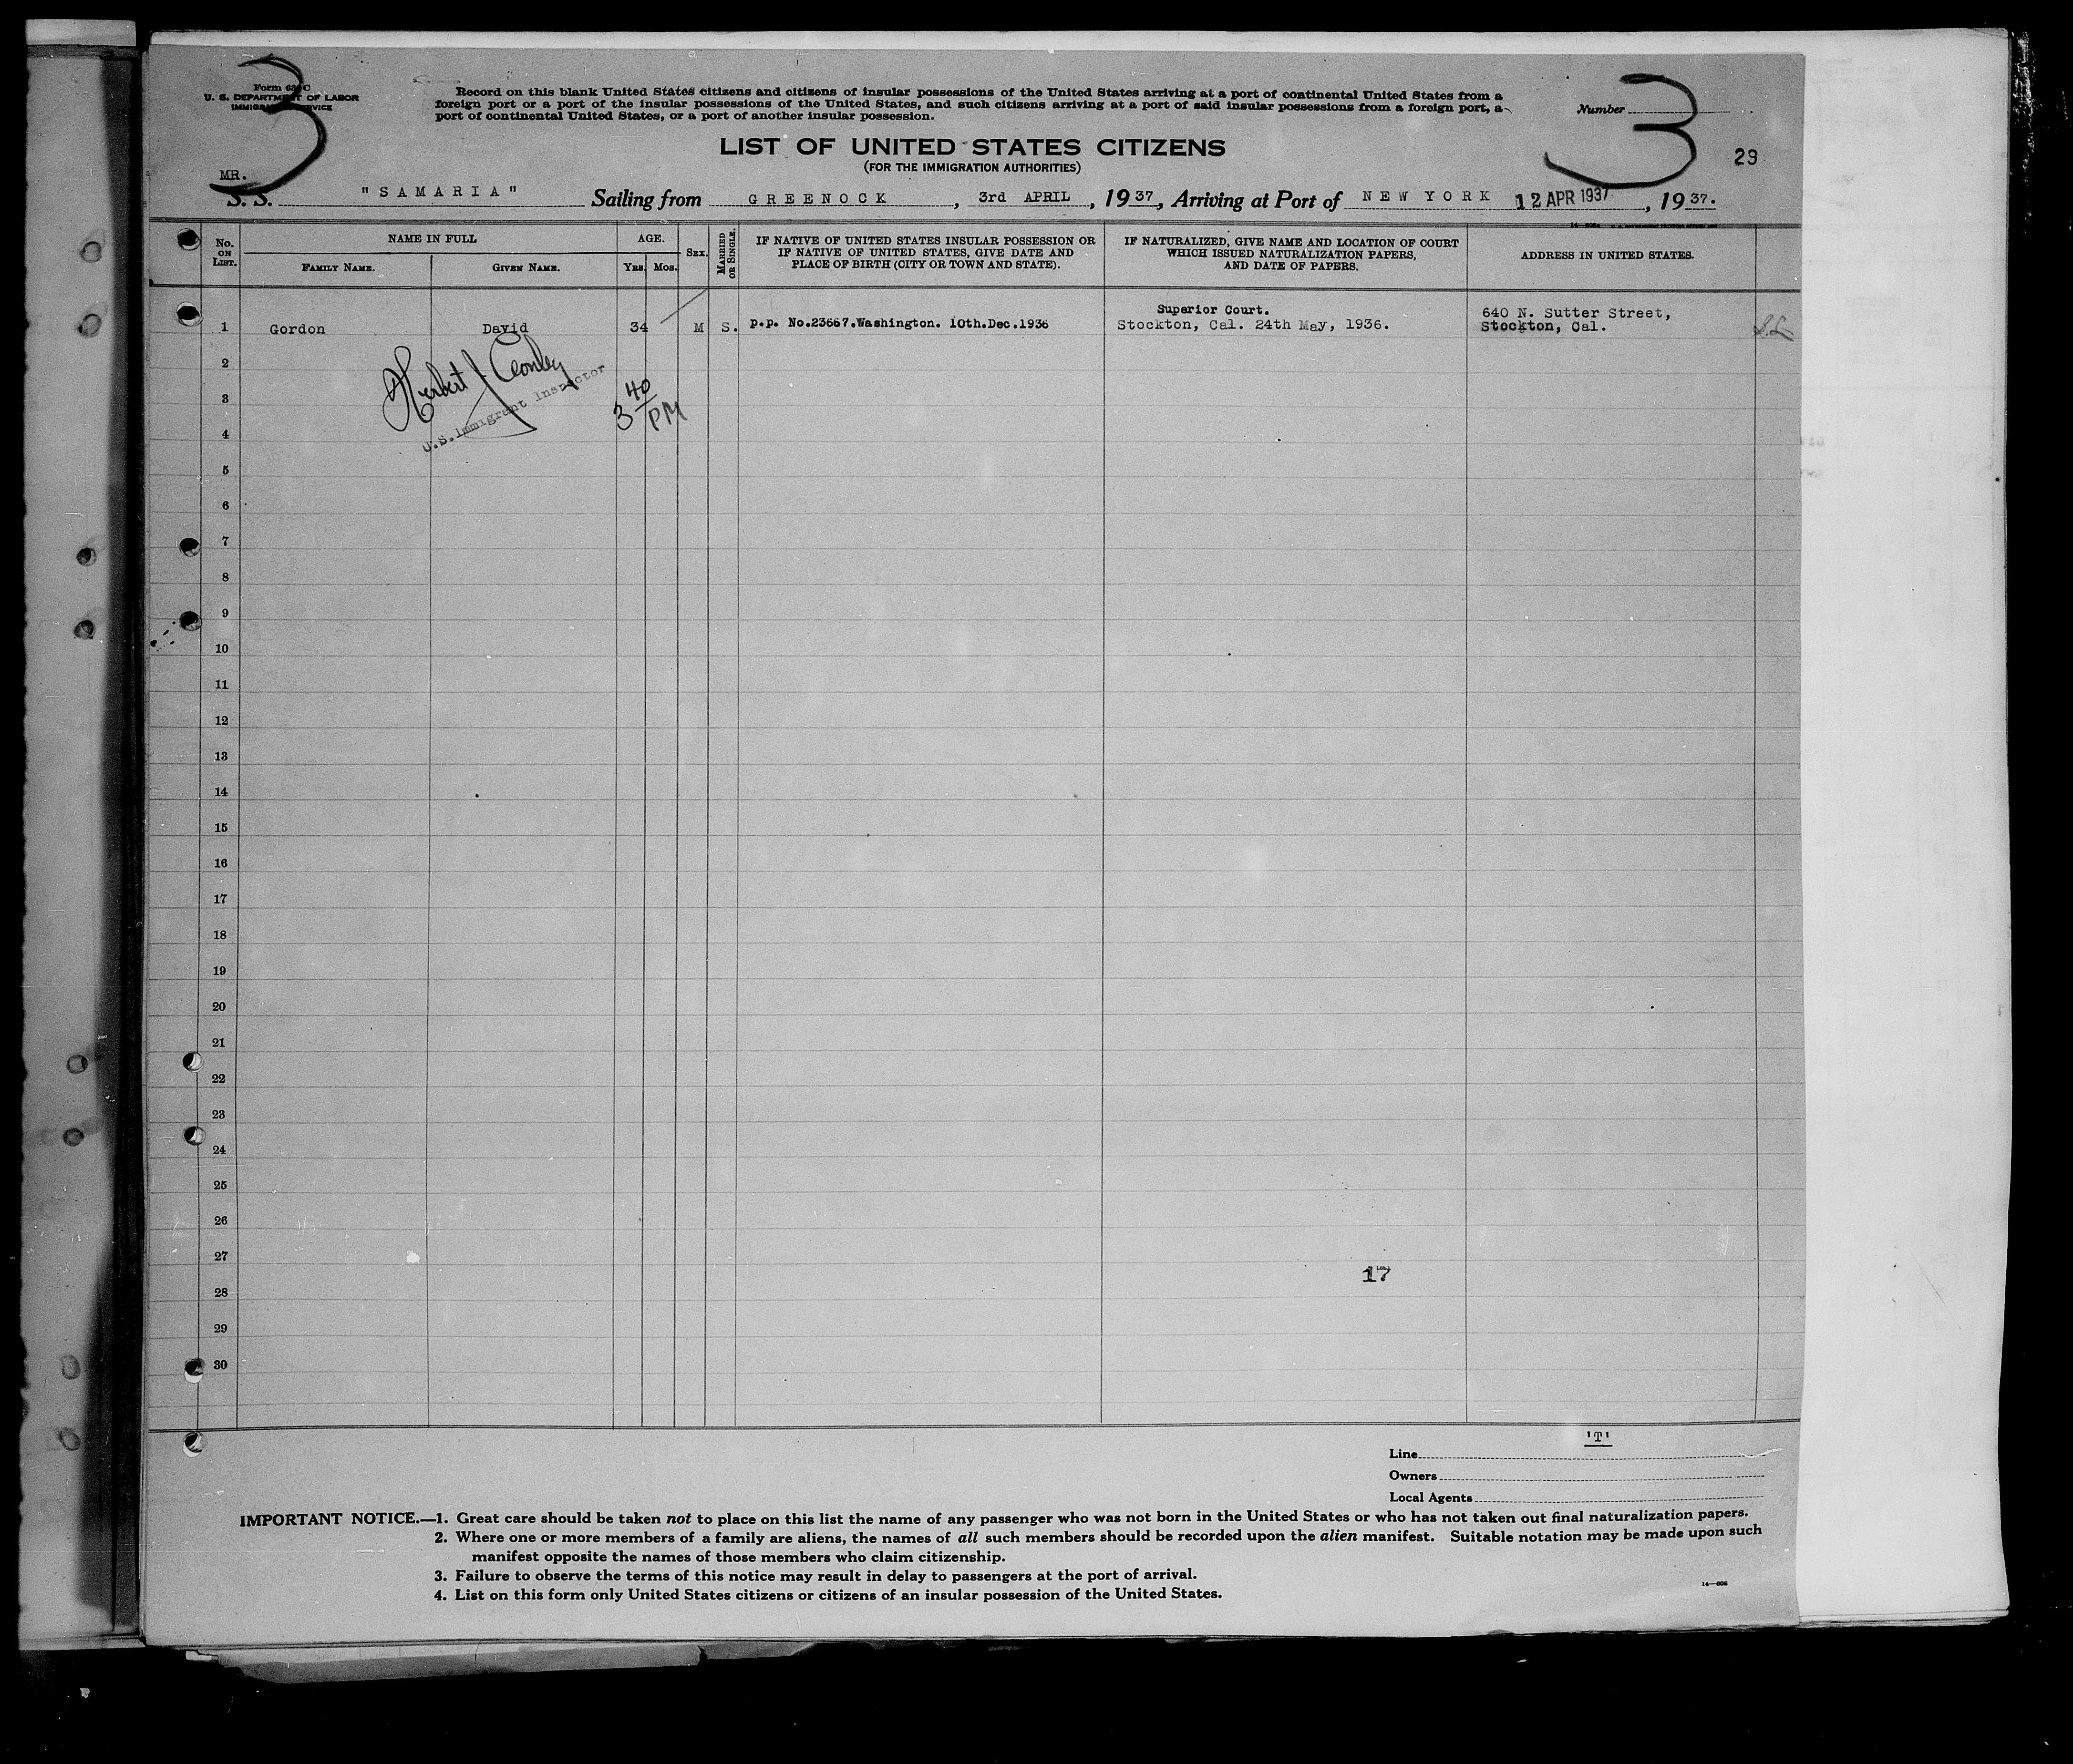 3
Form 630 C
U. S. DEPARTMENT OF LABOR
IMMIGRATION SERVICE
Record on this blank United States citizens and citizens of insular possessions of the United States arriving at a port of continental United States from a
foreign port or a port of the insular possessions of the United States, and such citizens arriving at a port of said insular possessions from a foreign port, a
port of continental United States, or a port of another insular possession.
Number 3
LIST OF UNITED STATES CITIZENS
(FOR THE IMMIGRATION AUTHORITIES)
29
MR.
S. S. "SAMARIA" Sailing from GREENOCK, 3rd APRIL, 1937, Arriving at Port of NEW YORK 12 APR 1937, 1937.
No. ON LIST.
NAME IN FULL
FAMILY NAME.
GIVEN NAME.
AGE.
YRS.
MOS.
SEX.
MARRIED OR SINGLE.
IF NATIVE OF UNITED STATES INSULAR POSSESSION OR
IF NATIVE OF UNITED STATES, GIVE DATE AND
PLACE OF BIRTH (CITY OR TOWN AND STATE).
IF NATURALIZED, GIVE NAME AND LOCATION OF COURT
WHICH ISSUED NATURALIZATION PAPERS,
AND DATE OF PAPERS.
ADDRESS IN UNITED STATES.
1 Gordon David 34 M S. P.P. No.23667.Washington. 10th.Dec.1936
Superior Court.
Stockton, Cal. 24th May, 1936.
640 N. Sutter Street,
Stockton, Cal.
Herbert J Conley
U.S. Immigrant Inspector
3 40 PM
2
3
4
5
6
7
8
9
10
11
12
13
14
15
16
17
18
19
20
21
22
23
24
25
26
27
17
28
29
30
'T'
Line
Owners
Local Agents
IMPORTANT NOTICE.—1. Great care should be taken not to place on this list the name of any passenger who was not born in the United States or who has not taken out final naturalization papers.
2. Where one or more members of a family are aliens, the names of all such members should be recorded upon the alien manifest. Suitable notation may be made upon such
manifest opposite the names of those members who claim citizenship.
3. Failure to observe the terms of this notice may result in delay to passengers at the port of arrival.
4. List on this form only United States citizens or citizens of an insular possession of the United States.